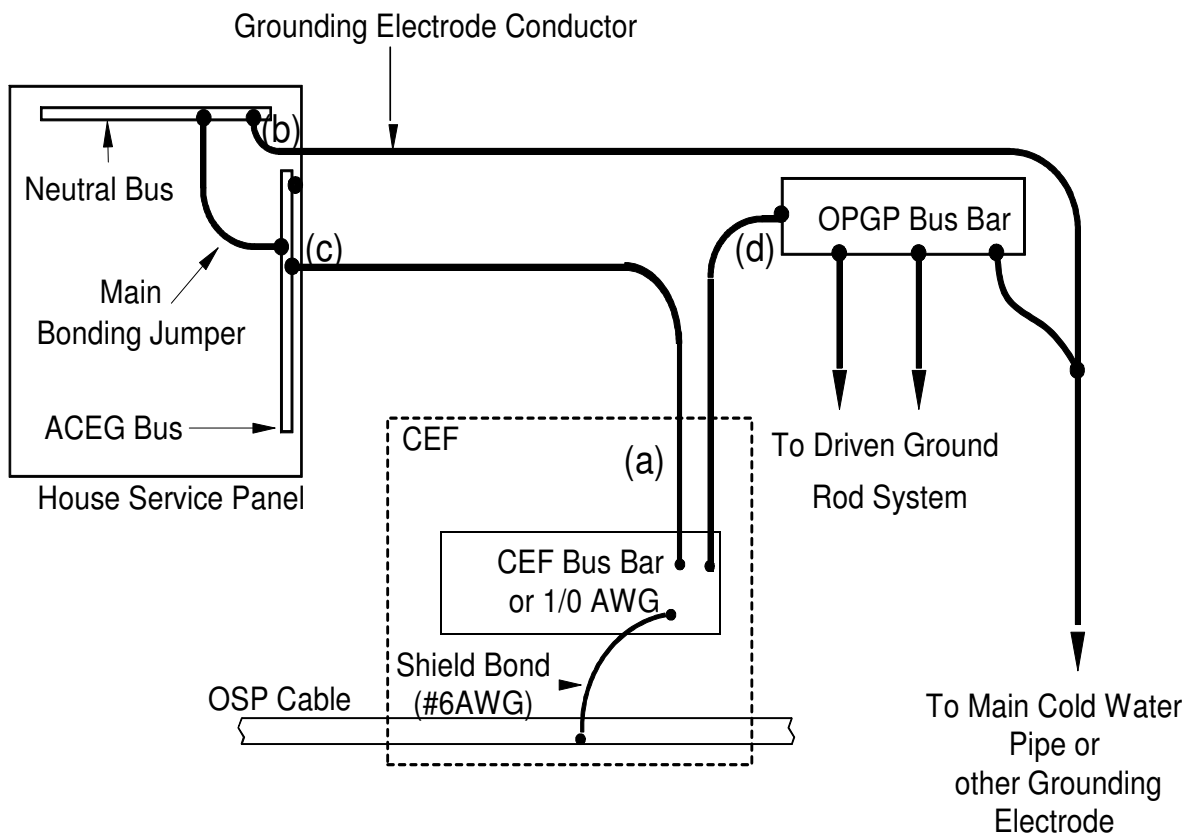 Grounding Electrode Conductor
(b)
Neutral Bus
OPGP Bus Bar
(c)
(d)
Main
Bonding Jumper
ACEG Bus
CEF
(a)
To Driven Ground
Rod System
House Service Panel
CEF Bus Bar
or 1/0 AWG
Shield Bond
(#6AWG)
OSP Cable
To Main Cold Water
Pipe or
other Grounding
Electrode